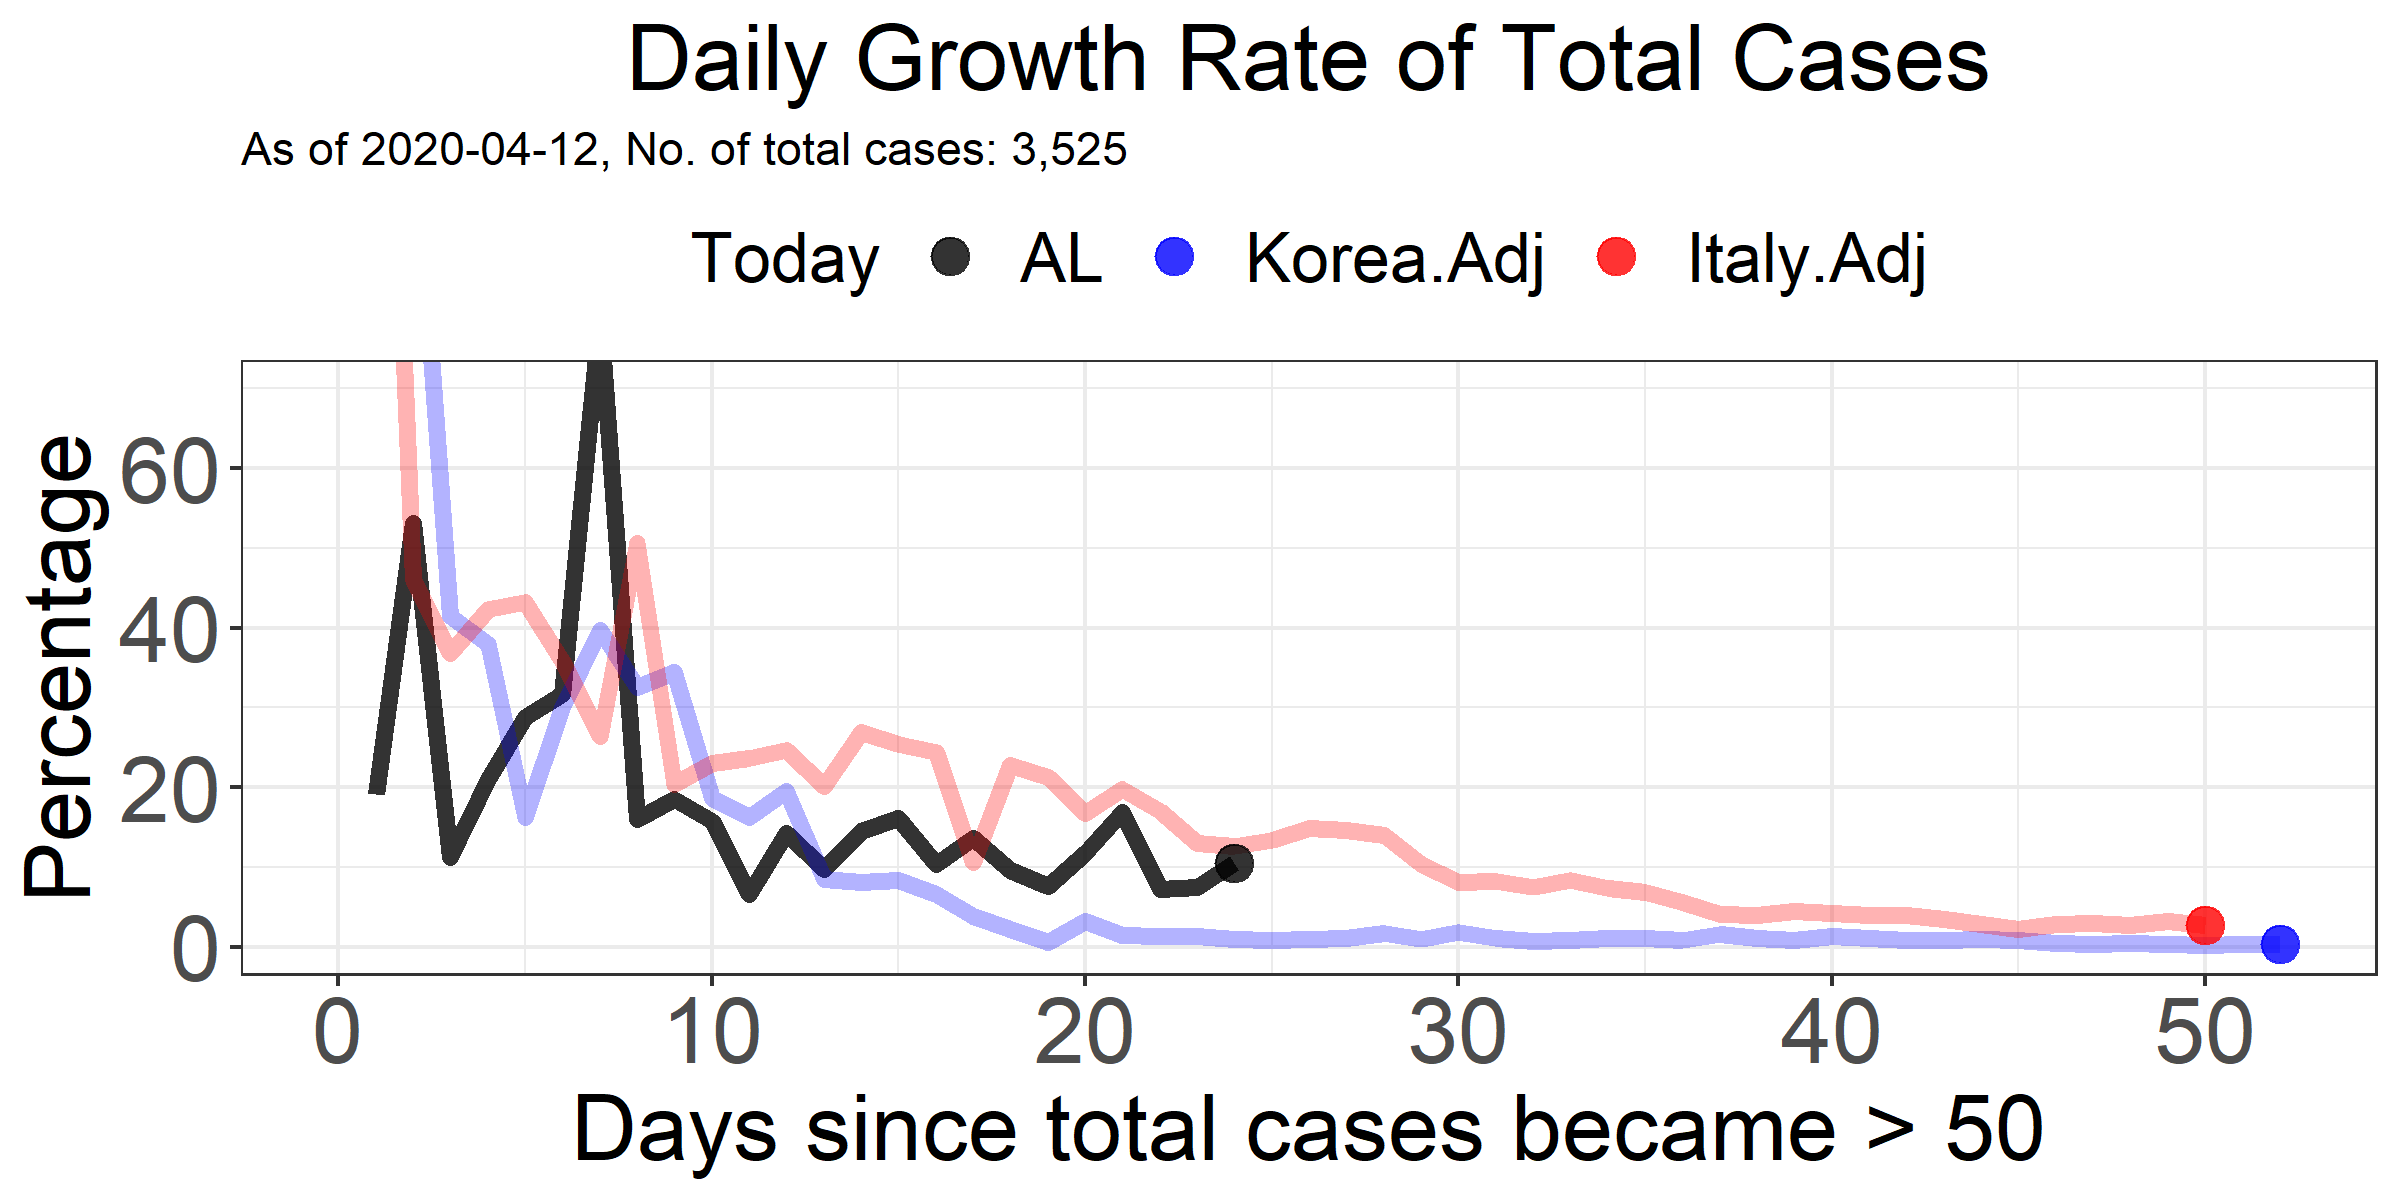 Daily Growth Rate of Total Cases
As of 2020-04-12, No. of total cases: 3,525
Today AL Korea.Adj Italy.Adj
Percentage
60
40
20
0
0 10 20 30 40 50
Days since total cases became > 50